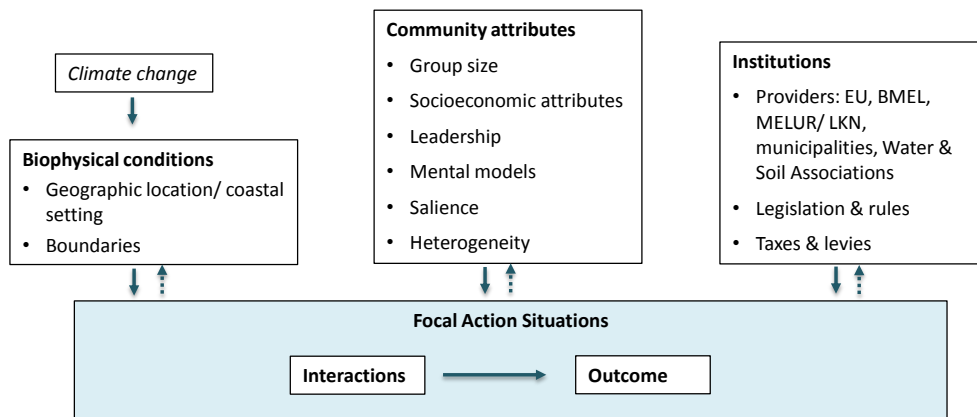 Climate change
Biophysical conditions
• Geographic location/ coastal
setting
• Boundaries
Community attributes
• Group size
• Socioeconomic attributes
• Leadership
• Mental models
• Salience
• Heterogeneity
Institutions
• Providers: EU, BMEL,
MELUR/ LKN,
municipalities, Water &
Soil Associations
• Legislation & rules
• Taxes & levies
Focal Action Situations
Interactions
Outcome